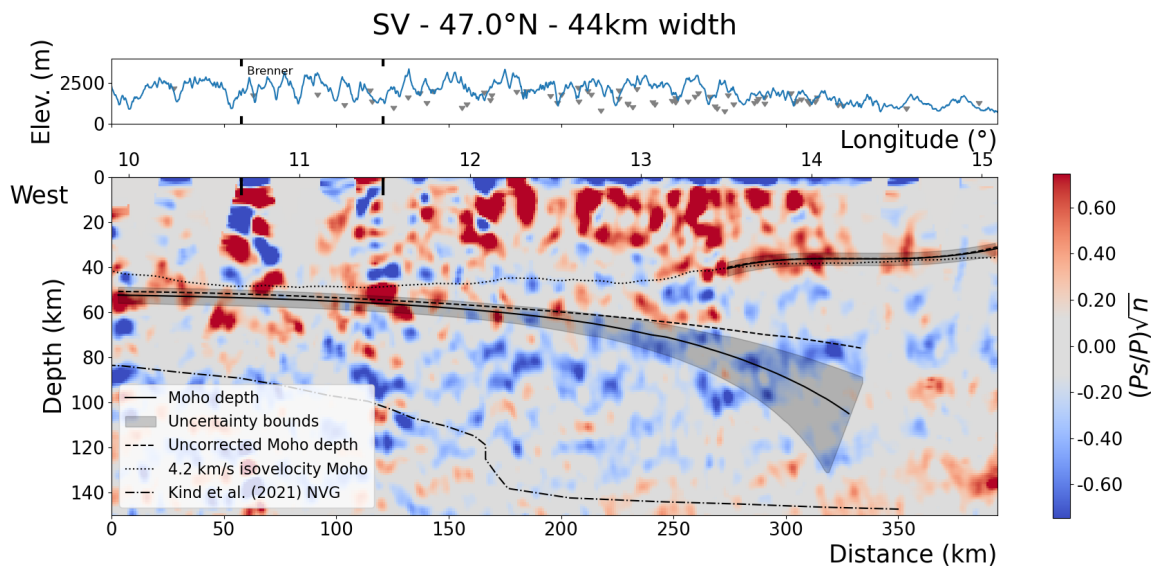 SV - 47.0°N - 44km width
Elev. (m)
2500
0
Brenner
Longitude (°)
10 11 12 13 14 15
West
Depth (km)
0
20
40
60
80
100
120
140
Moho depth
Uncertainty bounds
Uncorrected Moho depth
4.2 km/s isovelocity Moho
Kind et al. (2021) NVG
0 50 100 150 200 250 300 350
Distance (km)
0.60
0.40
0.20
0.00
-0.20
-0.40
-0.60
(Ps/P)√n